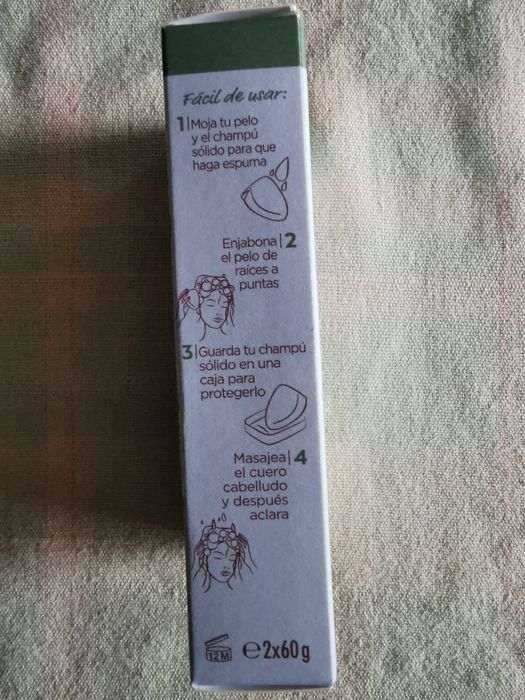 Fácil de usar:
1|Moja tu pelo
y el champú
sólido para que
haga espuma
Enjabona|2
el pelo de
raíces a
puntas
3|Guarda tu champú
sólido en una
caja para
protegerlo
Masajea|4
el cuero
cabelludo
y después
aclara
12M ℮2x60g